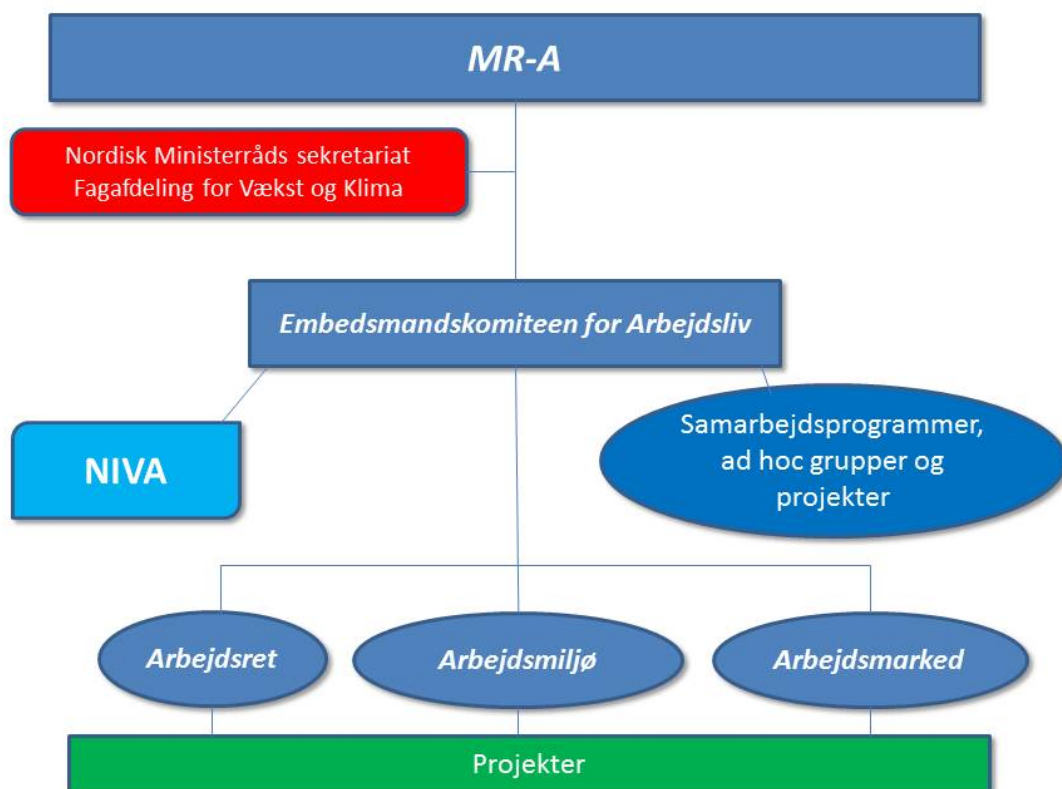 MR-A
Nordisk Ministerråds sekretariat
Fagafdeling for Vækst og Klima
Embedsmandskomiteen for Arbejdsliv
NIVA
Samarbejdsprogrammer,
ad hoc grupper og
projekter
Arbejdsret
Arbejdsmiljø
Arbejdsmarked
Projekter